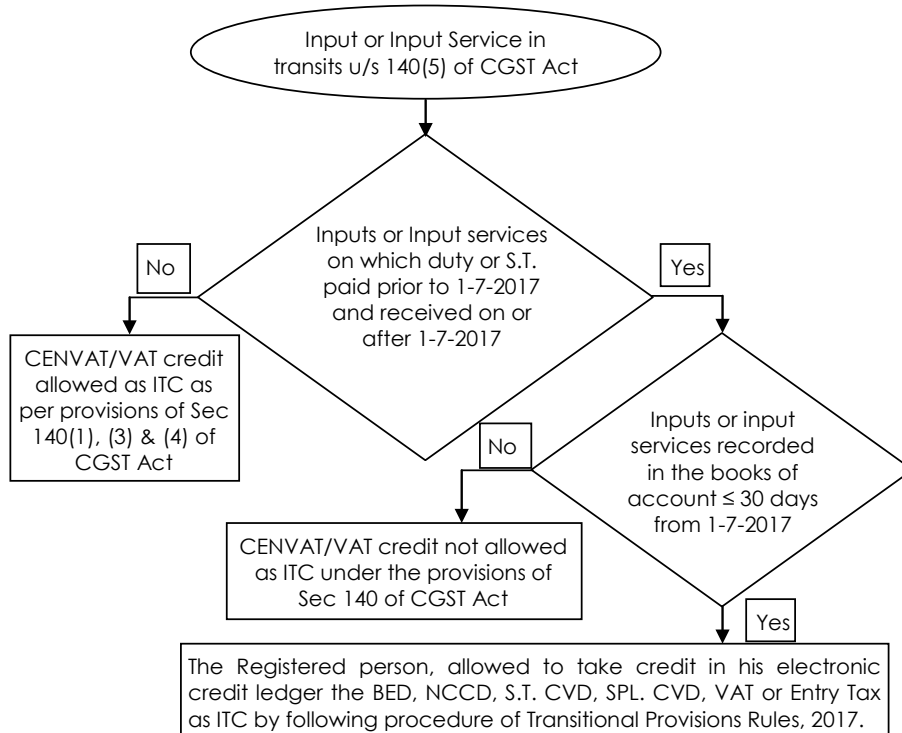 Input or Input Service in
transits u/s 140(5) of CGST Act
Inputs or Input services
on which duty or S.T.
paid prior to 1-7-2017
and received on or
after 1-7-2017
No
Yes
CENVAT/VAT credit
allowed as ITC as
per provisions of Sec
140(1), (3) & (4) of
CGST Act
Inputs or input
services recorded
in the books of
account ≤ 30 days
from 1-7-2017
No
CENVAT/VAT credit not allowed
as ITC under the provisions of
Sec 140 of CGST Act
Yes
The Registered person, allowed to take credit in his electronic
credit ledger the BED, NCCD, S.T. CVD, SPL. CVD, VAT or Entry Tax
as ITC by following procedure of Transitional Provisions Rules, 2017.